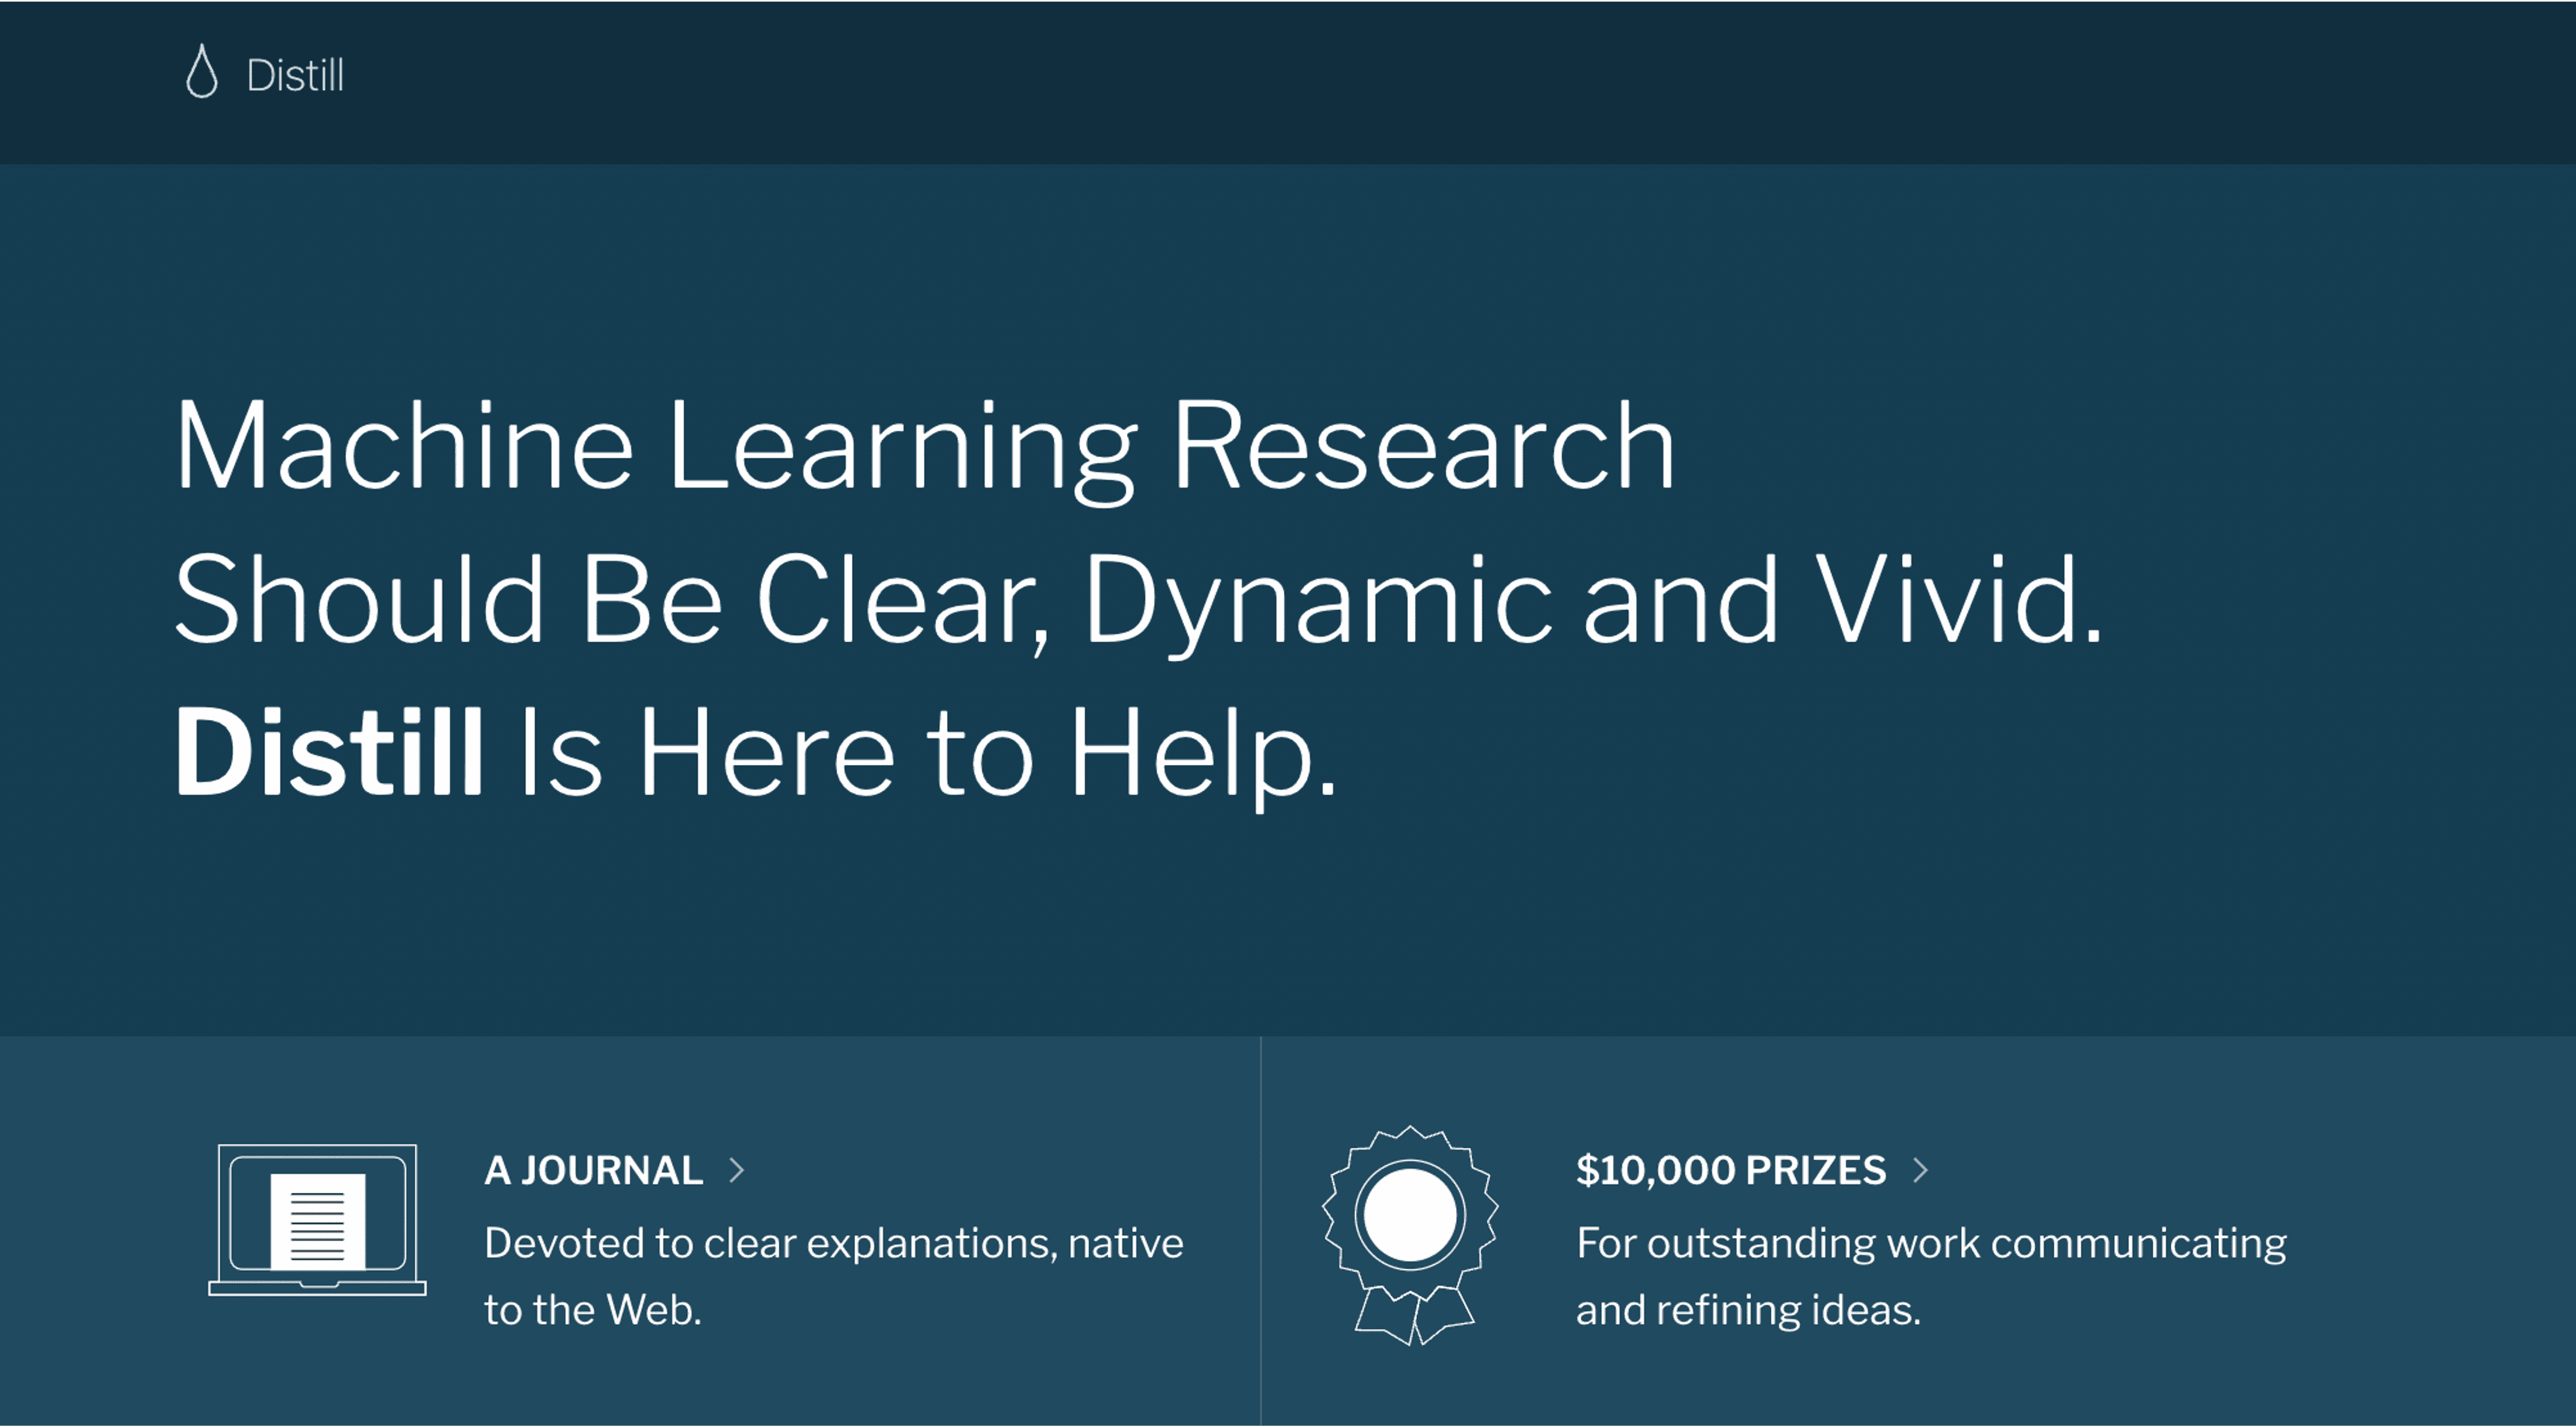 Distill
Machine Learning Research
Should Be Clear, Dynamic and Vivid.
Distill Is Here to Help.
A JOURNAL >
Devoted to clear explanations, native
to the Web.
$10,000 PRIZES >
For outstanding work communicating
and refining ideas.